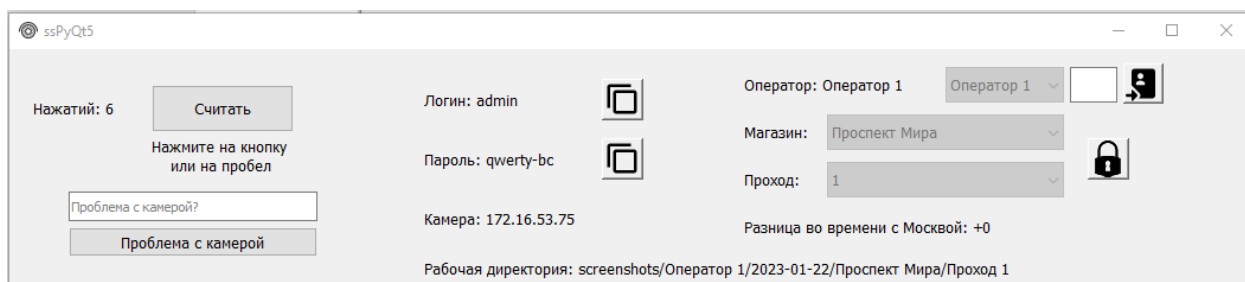 ssPyQt5
Нажатий: 6
Считать
Нажмите на кнопку
или на пробел
Проблема с камерой?
Проблема с камерой
Логин: admin
Пароль: qwerty-bc
Камера: 172.16.53.75
Рабочая директория: screenshots/Оператор 1/2023-01-22/Проспект Мира/Проход 1
Оператор: Оператор 1
Оператор 1
Магазин: Проспект Мира
Проход: 1
Разница во времени с Москвой: +0